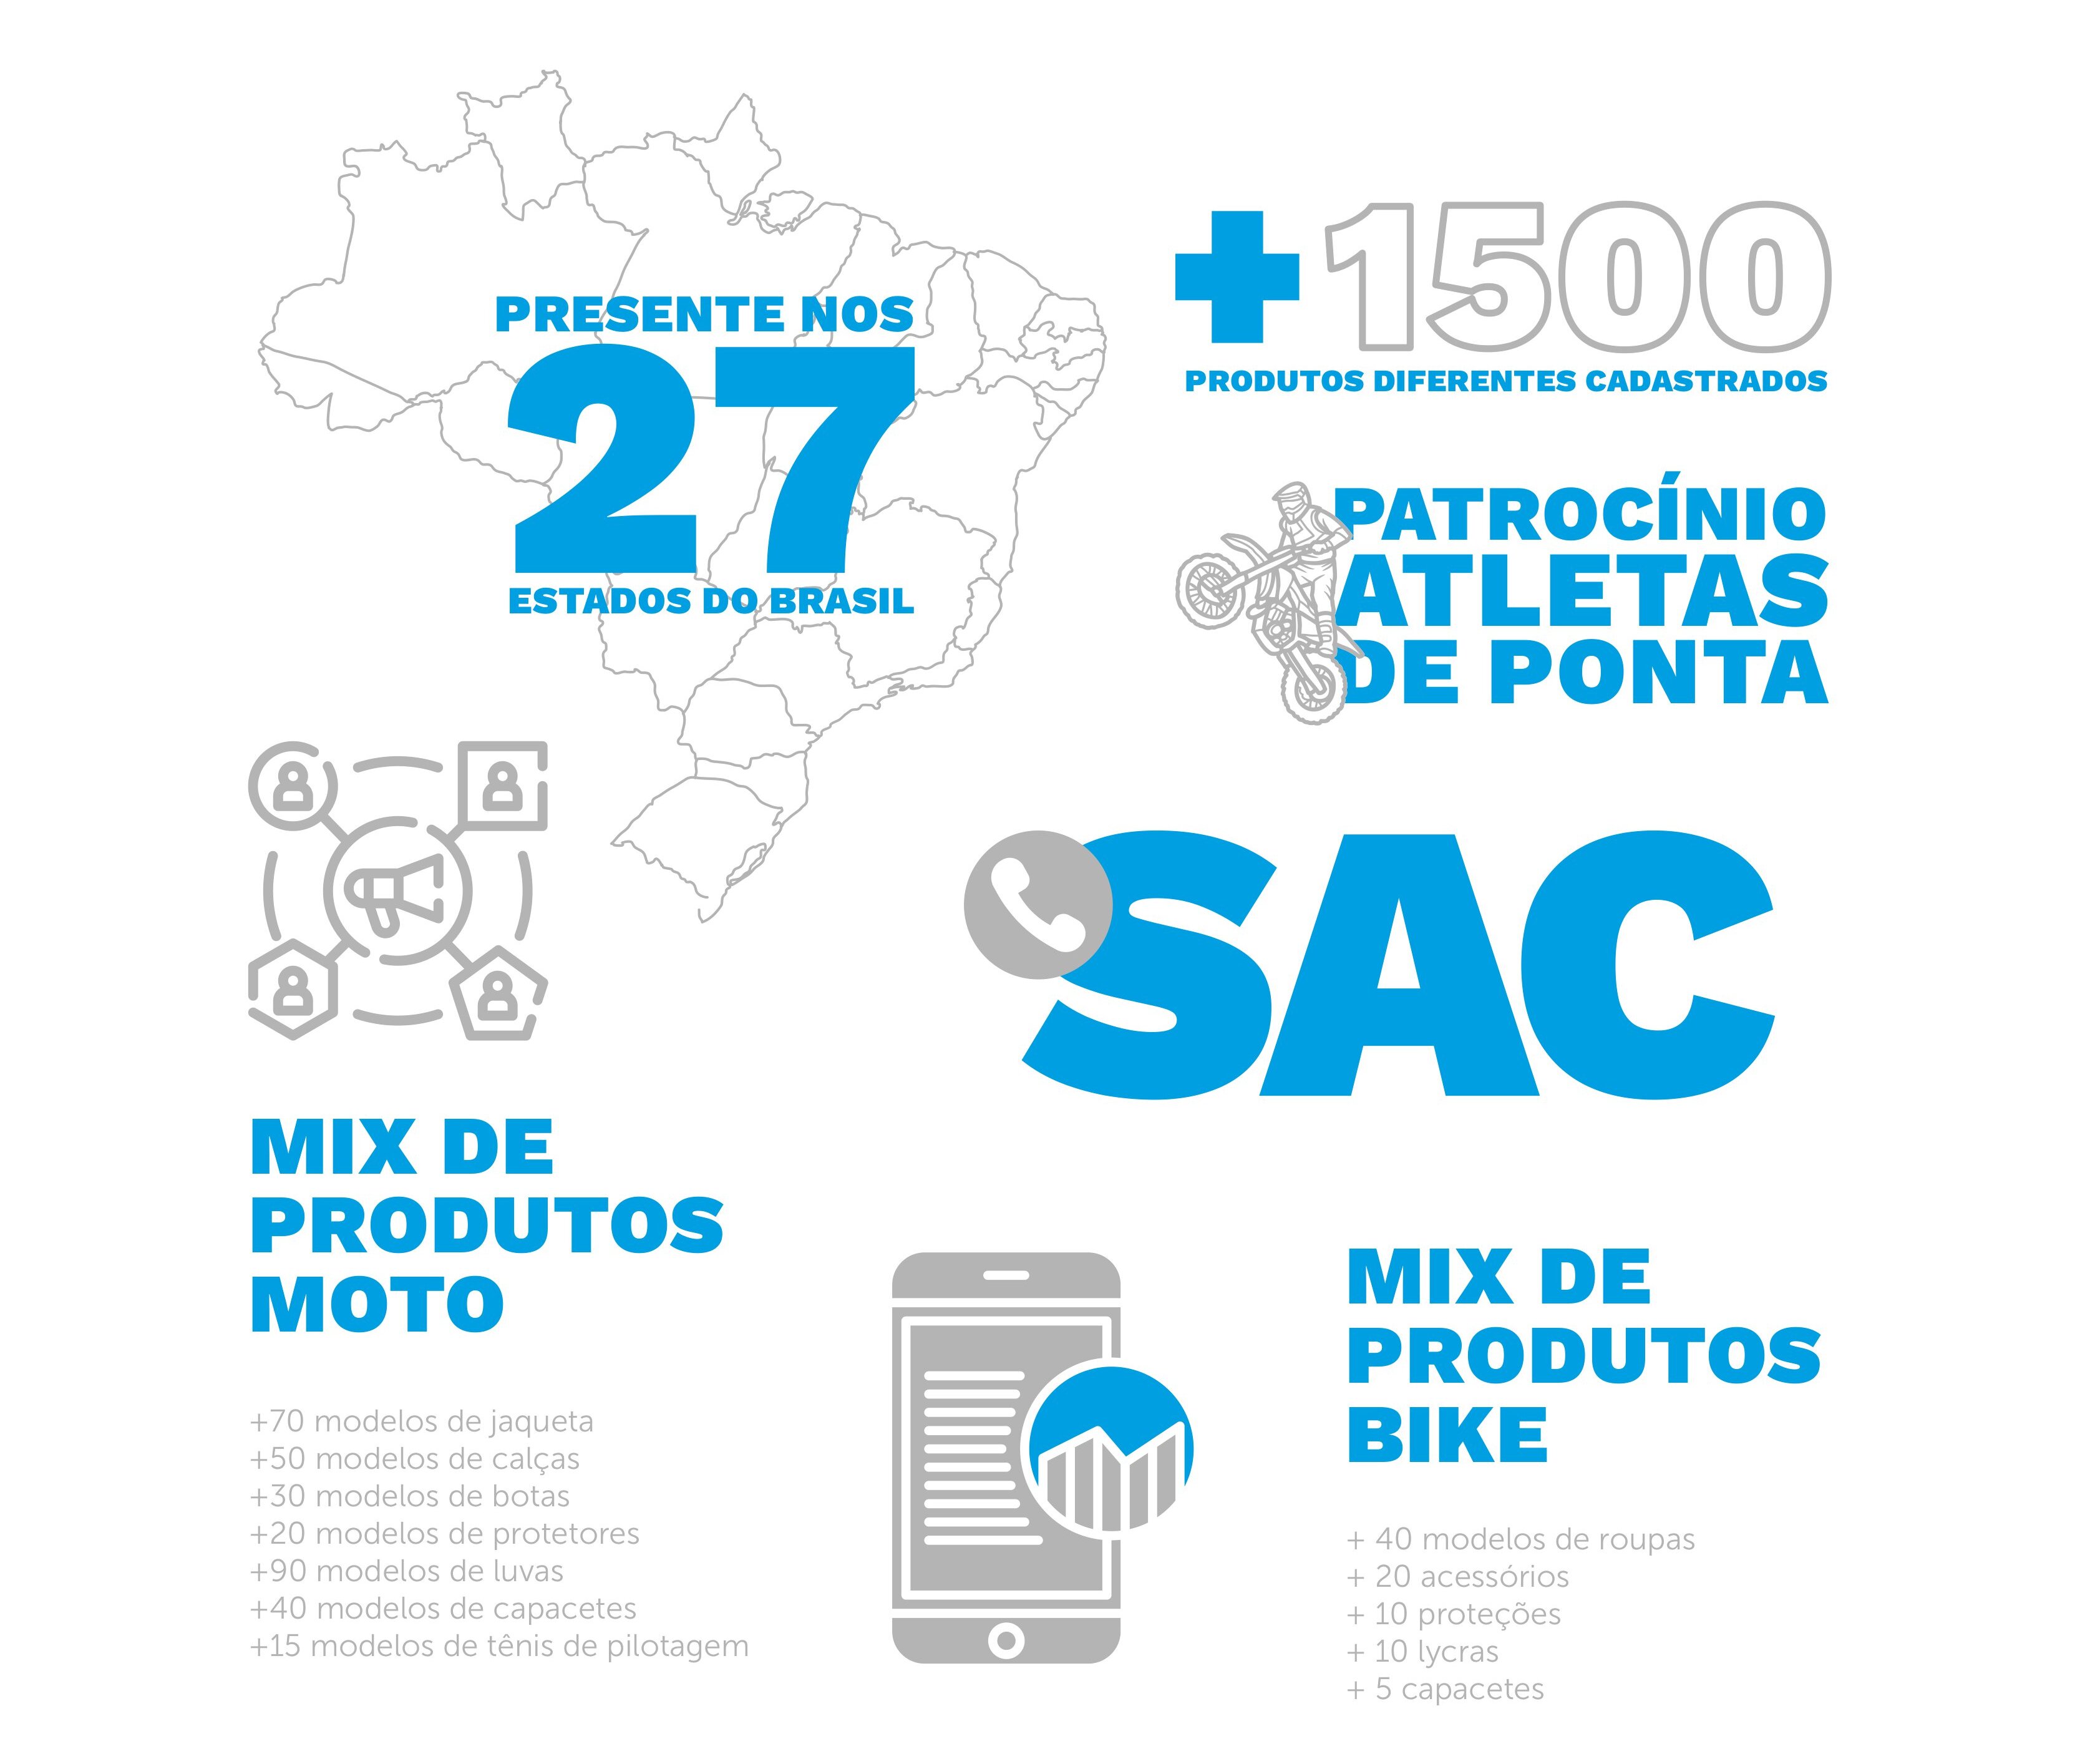 PRESENTE NOS
27
ESTADOS DO BRASIL
+1500
PRODUTOS DIFERENTES CADASTRADOS
PATROCÍNIO
ATLETAS
DE PONTA
SAC
MIX DE
PRODUTOS
MOTO
+70 modelos de jaqueta
+50 modelos de calças
+30 modelos de botas
+20 modelos de protetores
+90 modelos de luvas
+40 modelos de capacetes
+15 modelos de tênis de pilotagem
MIX DE
PRODUTOS
BIKE
+ 40 modelos de roupas
+ 20 acessórios
+ 10 proteções
+ 10 lycras
+ 5 capacetes